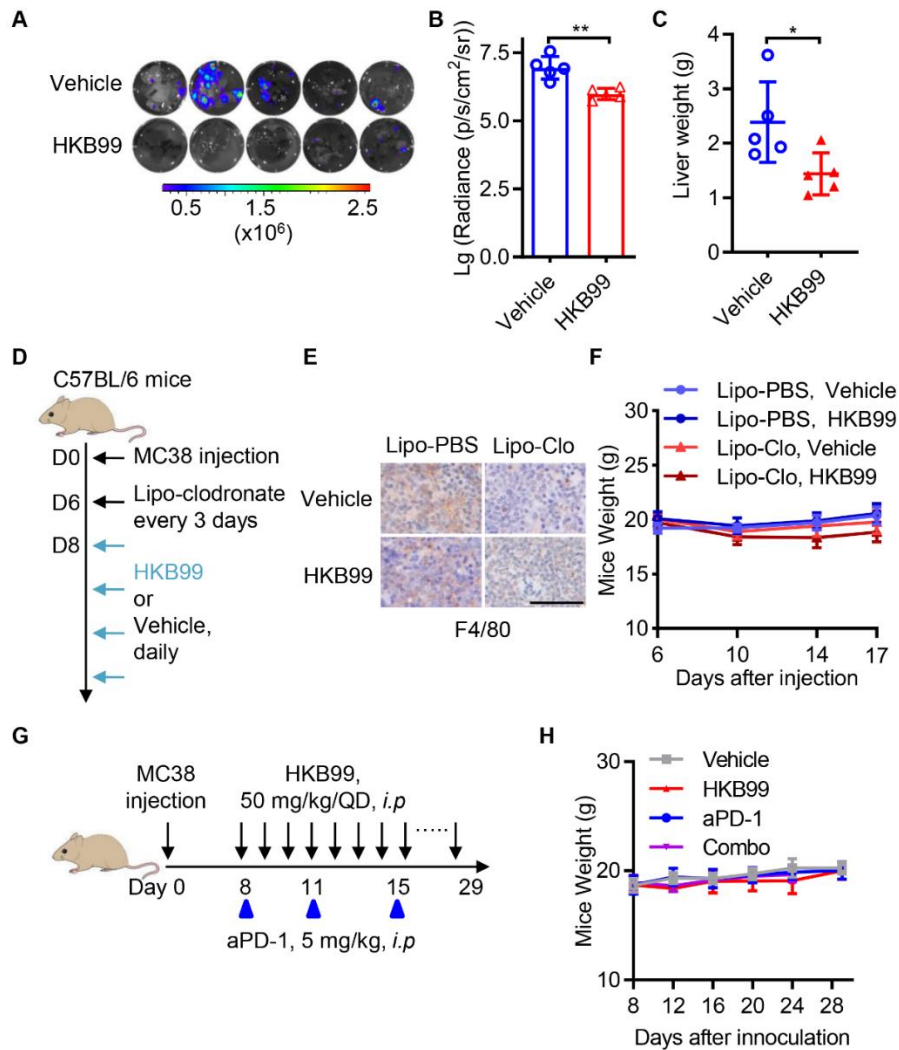 A
Vehicle
HKB99
0.5 1.5 2.5
(x10⁶)
B
Lg (Radiance (p/s/cm²/sr))
7.5
5.0
2.5
0.0
**
Vehicle
HKB99
C
Liver weight (g)
4
3
2
1
0
*
Vehicle
HKB99
D
C57BL/6 mice
D0
MC38 injection
D6
Lipo-clodronate
every 3 days
D8
HKB99
or
Vehicle,
daily
E
Lipo-PBS Lipo-Clo
Vehicle
HKB99
F4/80
F
Lipo-PBS, Vehicle
Lipo-PBS, HKB99
Lipo-Clo, Vehicle
Lipo-Clo, HKB99
Mice Weight (g)
30
20
10
6 10 14 17
Days after injection
G
MC38
injection
HKB99,
50 mg/kg/QD, i.p
Day 0 8 11 15 29
aPD-1, 5 mg/kg, i.p
H
Vehicle
HKB99
aPD-1
Combo
Mice Weight (g)
30
20
10
8 12 16 20 24 28
Days after innoculation